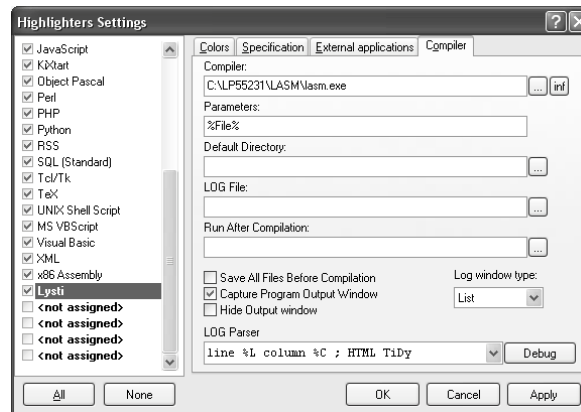 Highlighters Settings
JavaScript
KiXtart
Object Pascal
Perl
PHP
Python
RSS
SQL (Standard)
Tcl/Tk
TeX
UNIX Shell Script
MS VBScript
Visual Basic
XML
x86 Assembly
Lysti
<not assigned>
<not assigned>
<not assigned>
<not assigned>
All None
Colors Specification External applications Compiler
Compiler:
C:\LP55231\LASM\lasm.exe ... inf
Parameters:
%File%
Default Directory:
...
LOG File:
...
Run After Compilation:
...
Save All Files Before Compilation
Capture Program Output Window
Hide Output window
Log window type:
List
LOG Parser
line %L column %C ; HTML TiDy Debug
OK Cancel Apply